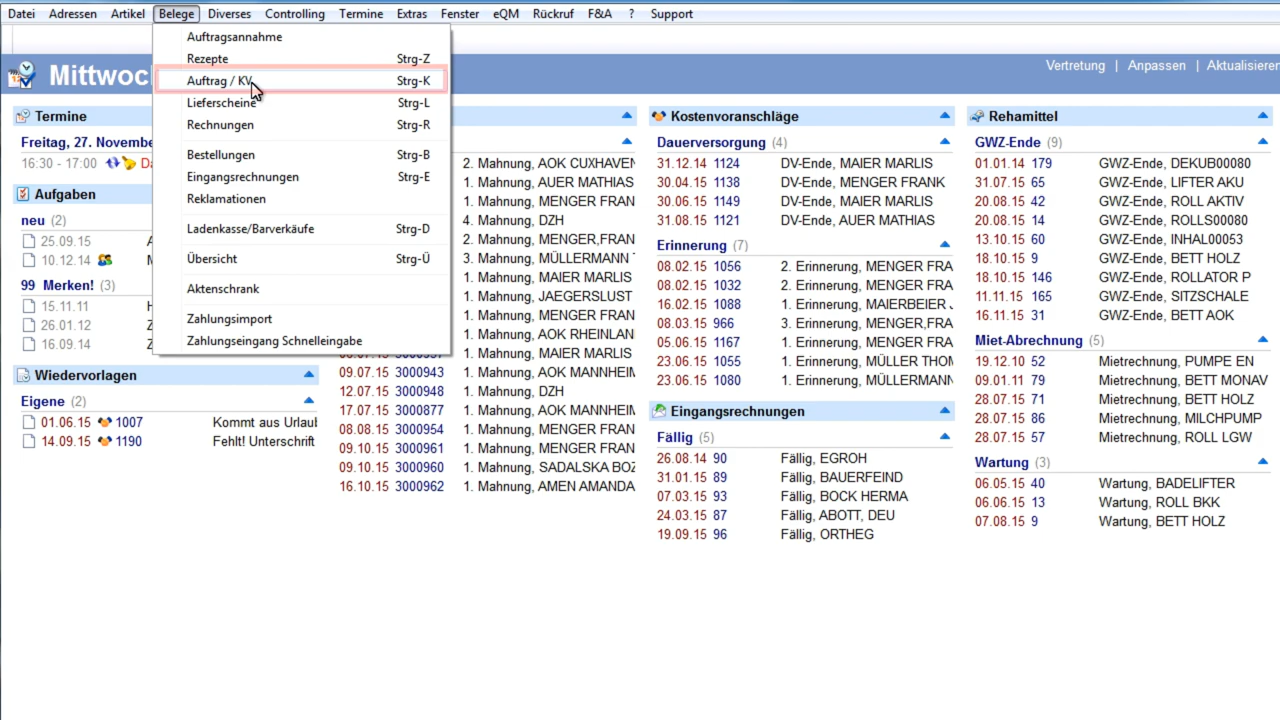 Datei Adressen Artikel Belege Diverses Controlling Termine Extras Fenster eQM Rückruf F&A ? Support
Auftragsannahme
Rezepte Strg-Z
Auftrag / KV Strg-K
Lieferscheine Strg-L
Rechnungen Strg-R
Bestellungen Strg-B
Eingangsrechnungen Strg-E
Reklamationen
Ladenkasse/Barverkäufe Strg-D
Übersicht Strg-Ü
Aktenschrank
Zahlungsimport
Zahlungseingang Schnelleingabe
Mittwoc
Vertretung | Anpassen | Aktualisieren
Termine
Freitag, 27. Novembe
16:30 - 17:00 Da
Aufgaben
neu (2)
25.09.15 A
10.12.14 M
99 Merken! (3)
15.11.11 H
26.01.12 Z
16.09.14 Z
Wiedervorlagen
Eigene (2)
01.06.15 1007 Kommt aus Urlaub
14.09.15 1190 Fehlt! Unterschrift
2. Mahnung, AOK CUXHAVEN
1. Mahnung, AUER MATHIAS
1. Mahnung, MENGER FRAN
4. Mahnung, DZH
2. Mahnung, MENGER,FRAN
3. Mahnung, MÜLLERMANN
1. Mahnung, MAIER MARLIS
1. Mahnung, JAEGERSLUST
1. Mahnung, MENGER FRAN
1. Mahnung, AOK RHEINLAN
1. Mahnung, MAIER MARLIS
09.07.15 3000943 1. Mahnung, AOK MANNHEIM
12.07.15 3000948 1. Mahnung, DZH
17.07.15 3000877 1. Mahnung, AOK MANNHEIM
08.08.15 3000954 1. Mahnung, MENGER FRAN
09.10.15 3000961 1. Mahnung, MENGER FRAN
09.10.15 3000960 1. Mahnung, SADALSKA BOZ
16.10.15 3000962 1. Mahnung, AMEN AMANDA
Kostenvoranschläge
Dauerversorgung (4)
31.12.14 1124 DV-Ende, MAIER MARLIS
30.04.15 1138 DV-Ende, MENGER FRANK
30.06.15 1149 DV-Ende, MAIER MARLIS
31.08.15 1121 DV-Ende, AUER MATHIAS
Erinnerung (7)
08.02.15 1056 2. Erinnerung, MENGER FRA
08.02.15 1032 2. Erinnerung, MENGER FRA
16.02.15 1088 1. Erinnerung, MAIERBEIER
08.03.15 966 3. Erinnerung, MENGER,FRA
05.06.15 1167 1. Erinnerung, MENGER FRA
23.06.15 1055 1. Erinnerung, MÜLLER THOM
23.06.15 1080 1. Erinnerung, MÜLLERMANN
Eingangsrechnungen
Fällig (5)
26.08.14 90 Fällig, EGROH
31.01.15 89 Fällig, BAUERFEIND
07.03.15 93 Fällig, BOCK HERMA
24.03.15 87 Fällig, ABOTT, DEU
19.09.15 96 Fällig, ORTHEG
Rehamittel
GWZ-Ende (9)
01.01.14 179 GWZ-Ende, DEKUB00080
31.07.15 65 GWZ-Ende, LIFTER AKU
20.08.15 42 GWZ-Ende, ROLL AKTIV
20.08.15 14 GWZ-Ende, ROLLS00080
13.10.15 60 GWZ-Ende, INHAL00053
18.10.15 9 GWZ-Ende, BETT HOLZ
18.10.15 146 GWZ-Ende, ROLLATOR P
11.11.15 165 GWZ-Ende, SITZSCHALE
16.11.15 31 GWZ-Ende, BETT AOK
Miet-Abrechnung (5)
19.12.10 52 Mietrechnung, PUMPE EN
09.01.11 79 Mietrechnung, BETT MONAV
28.07.15 71 Mietrechnung, BETT HOLZ
28.07.15 86 Mietrechnung, MILCHPUMP
28.07.15 57 Mietrechnung, ROLL LGW
Wartung (3)
06.05.15 40 Wartung, BADELIFTER
06.06.15 13 Wartung, ROLL BKK
07.08.15 9 Wartung, BETT HOLZ